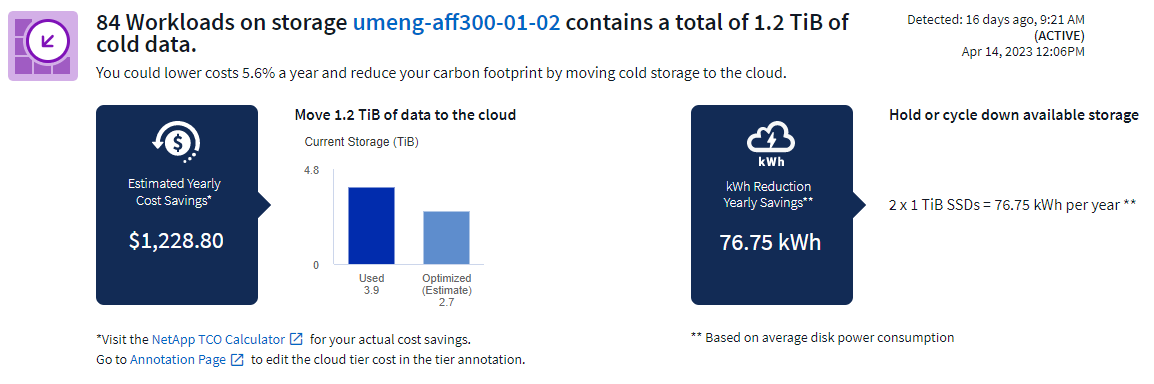 84 Workloads on storage umeng-aff300-01-02 contains a total of 1.2 TiB of
cold data.
You could lower costs 5.6% a year and reduce your carbon footprint by moving cold storage to the cloud.
Detected: 16 days ago, 9:21 AM
(ACTIVE)
Apr 14, 2023 12:06PM
Estimated Yearly
Cost Savings*
$1,228.80
Move 1.2 TiB of data to the cloud
Current Storage (TiB)
4.8
0
Used
3.9
Optimized
(Estimate)
2.7
kWh
kWh Reduction
Yearly Savings**
76.75 kWh
Hold or cycle down available storage
2 x 1 TiB SSDs = 76.75 kWh per year **
*Visit the NetApp TCO Calculator for your actual cost savings.
Go to Annotation Page to edit the cloud tier cost in the tier annotation.
** Based on average disk power consumption